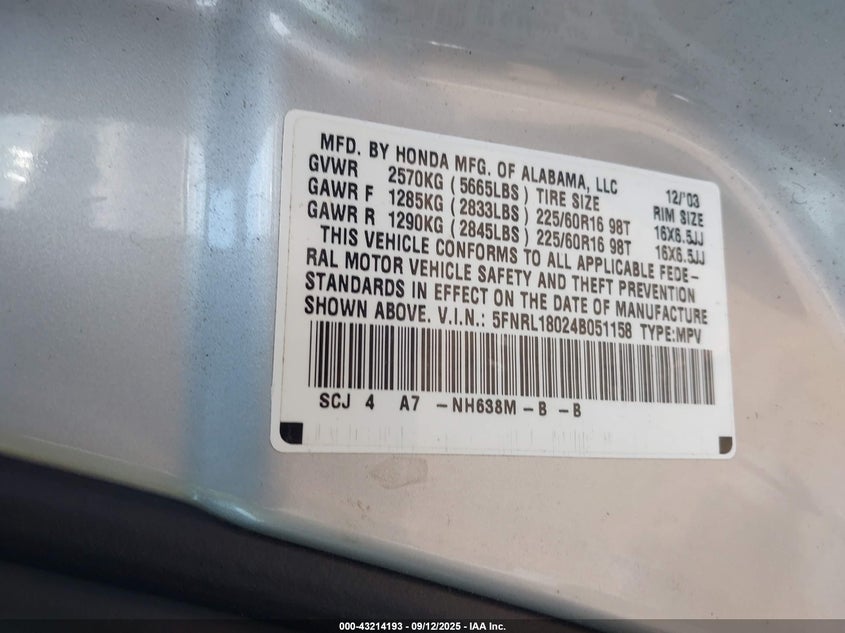 MFD. BY HONDA MFG. OF ALABAMA, LLC 12/'03
GVWR 2570KG (5665LBS) TIRE SIZE RIM SIZE
GAWR F 1285KG (2833LBS) 225/60R16 98T 16X6.5JJ
GAWR R 1290KG (2845LBS) 225/60R16 98T 16X6.5JJ
THIS VEHICLE CONFORMS TO ALL APPLICABLE FEDE-
RAL MOTOR VEHICLE SAFETY AND THEFT PREVENTION
STANDARDS IN EFFECT ON THE DATE OF MANUFACTURE
SHOWN ABOVE. V.I.N.: 5FNRL18024B051158 TYPE:MPV
SCJ 4 A7 -NH638M-B -B
000-43214193 - 09/12/2025 - IAA Inc.